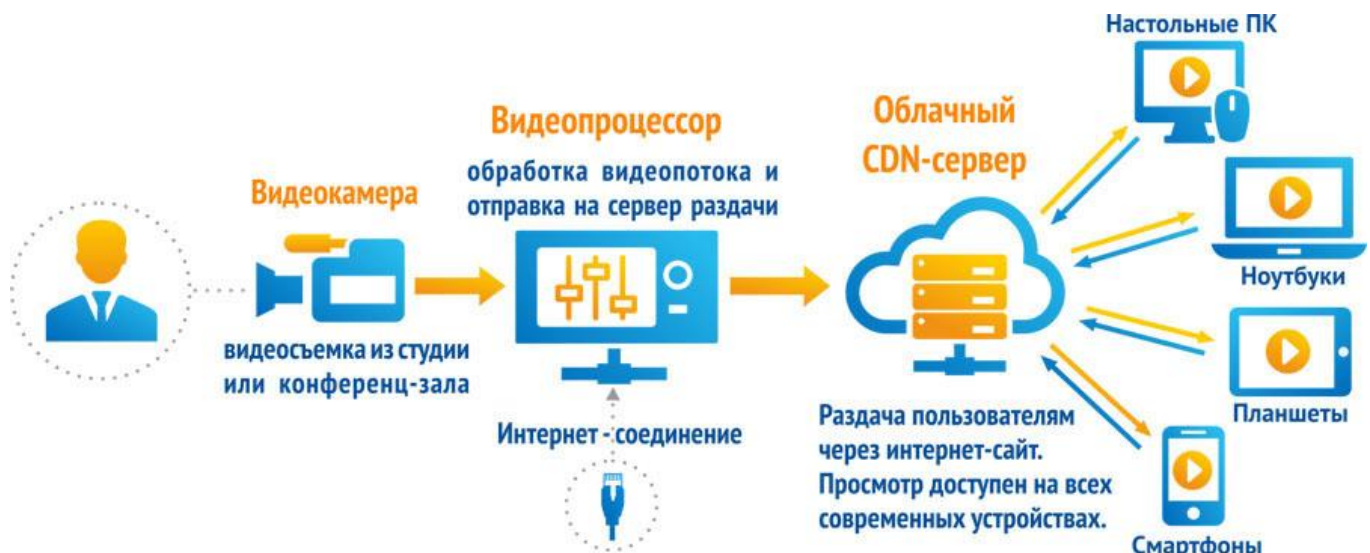 Настольные ПК
Видеопроцессор
обработка видеопотока и
отправка на сервер раздачи
Облачный
CDN-сервер
Видеокамера
видеосъемка из студии
или конференц-зала
Интернет - соединение
Раздача пользователям
через интернет-сайт.
Просмотр доступен на всех
современных устройствах.
Ноутбуки
Планшеты
Смартфоны